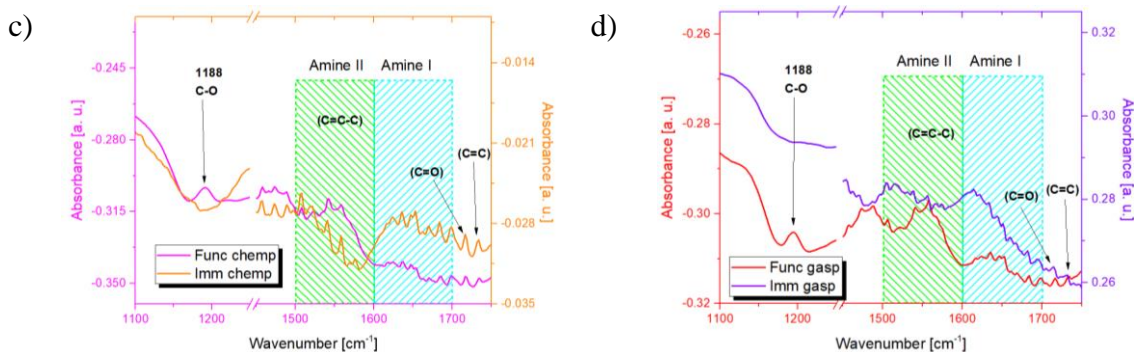 c)
Absorbance [a. u.]
-0.245
-0.280
-0.315
-0.350
1188
C-O
Amine II
Amine I
(C=C-C)
(C=O)
(C=C)
Func chemp
Imm chemp
-0.014
-0.021
-0.028
-0.035
Absorbance [a. u.]
1100
1200
1500
1600
1700
Wavenumber [cm⁻¹]
d)
Absorbance [a. u.]
-0.26
-0.28
-0.30
-0.32
1188
C-O
Amine II
Amine I
(C=C-C)
(C=O)
(C=C)
Func gasp
Imm gasp
0.32
0.30
0.28
0.26
Absorbance [a. u.]
1100
1200
1500
1600
1700
Wavenumber [cm⁻¹]